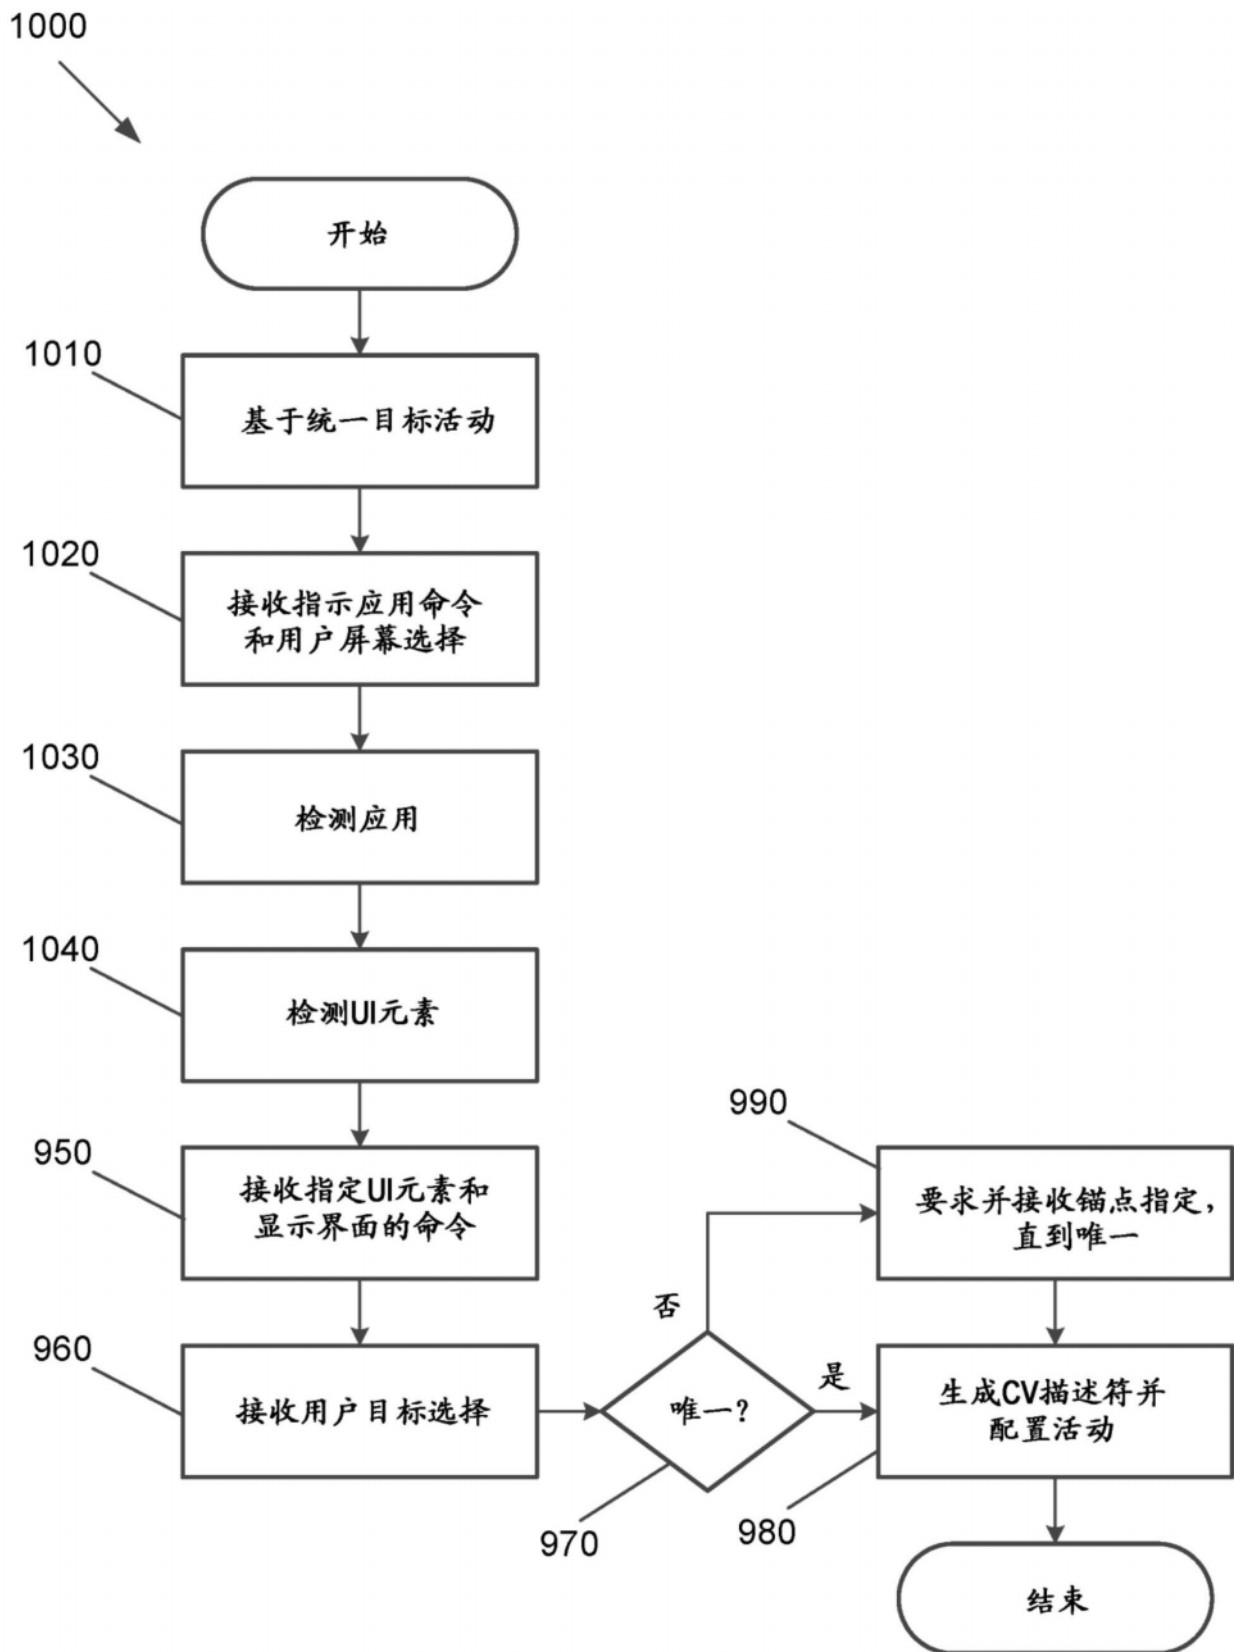 1000
开始
1010
基于统一目标活动
1020
接收指示应用命令
和用户屏幕选择
1030
检测应用
1040
检测UI元素
950
接收指定UI元素和
显示界面的命令
960
接收用户目标选择
唯一?
970
否
是
990
要求并接收锚点指定,
直到唯一
生成CV描述符并
配置活动
980
结束